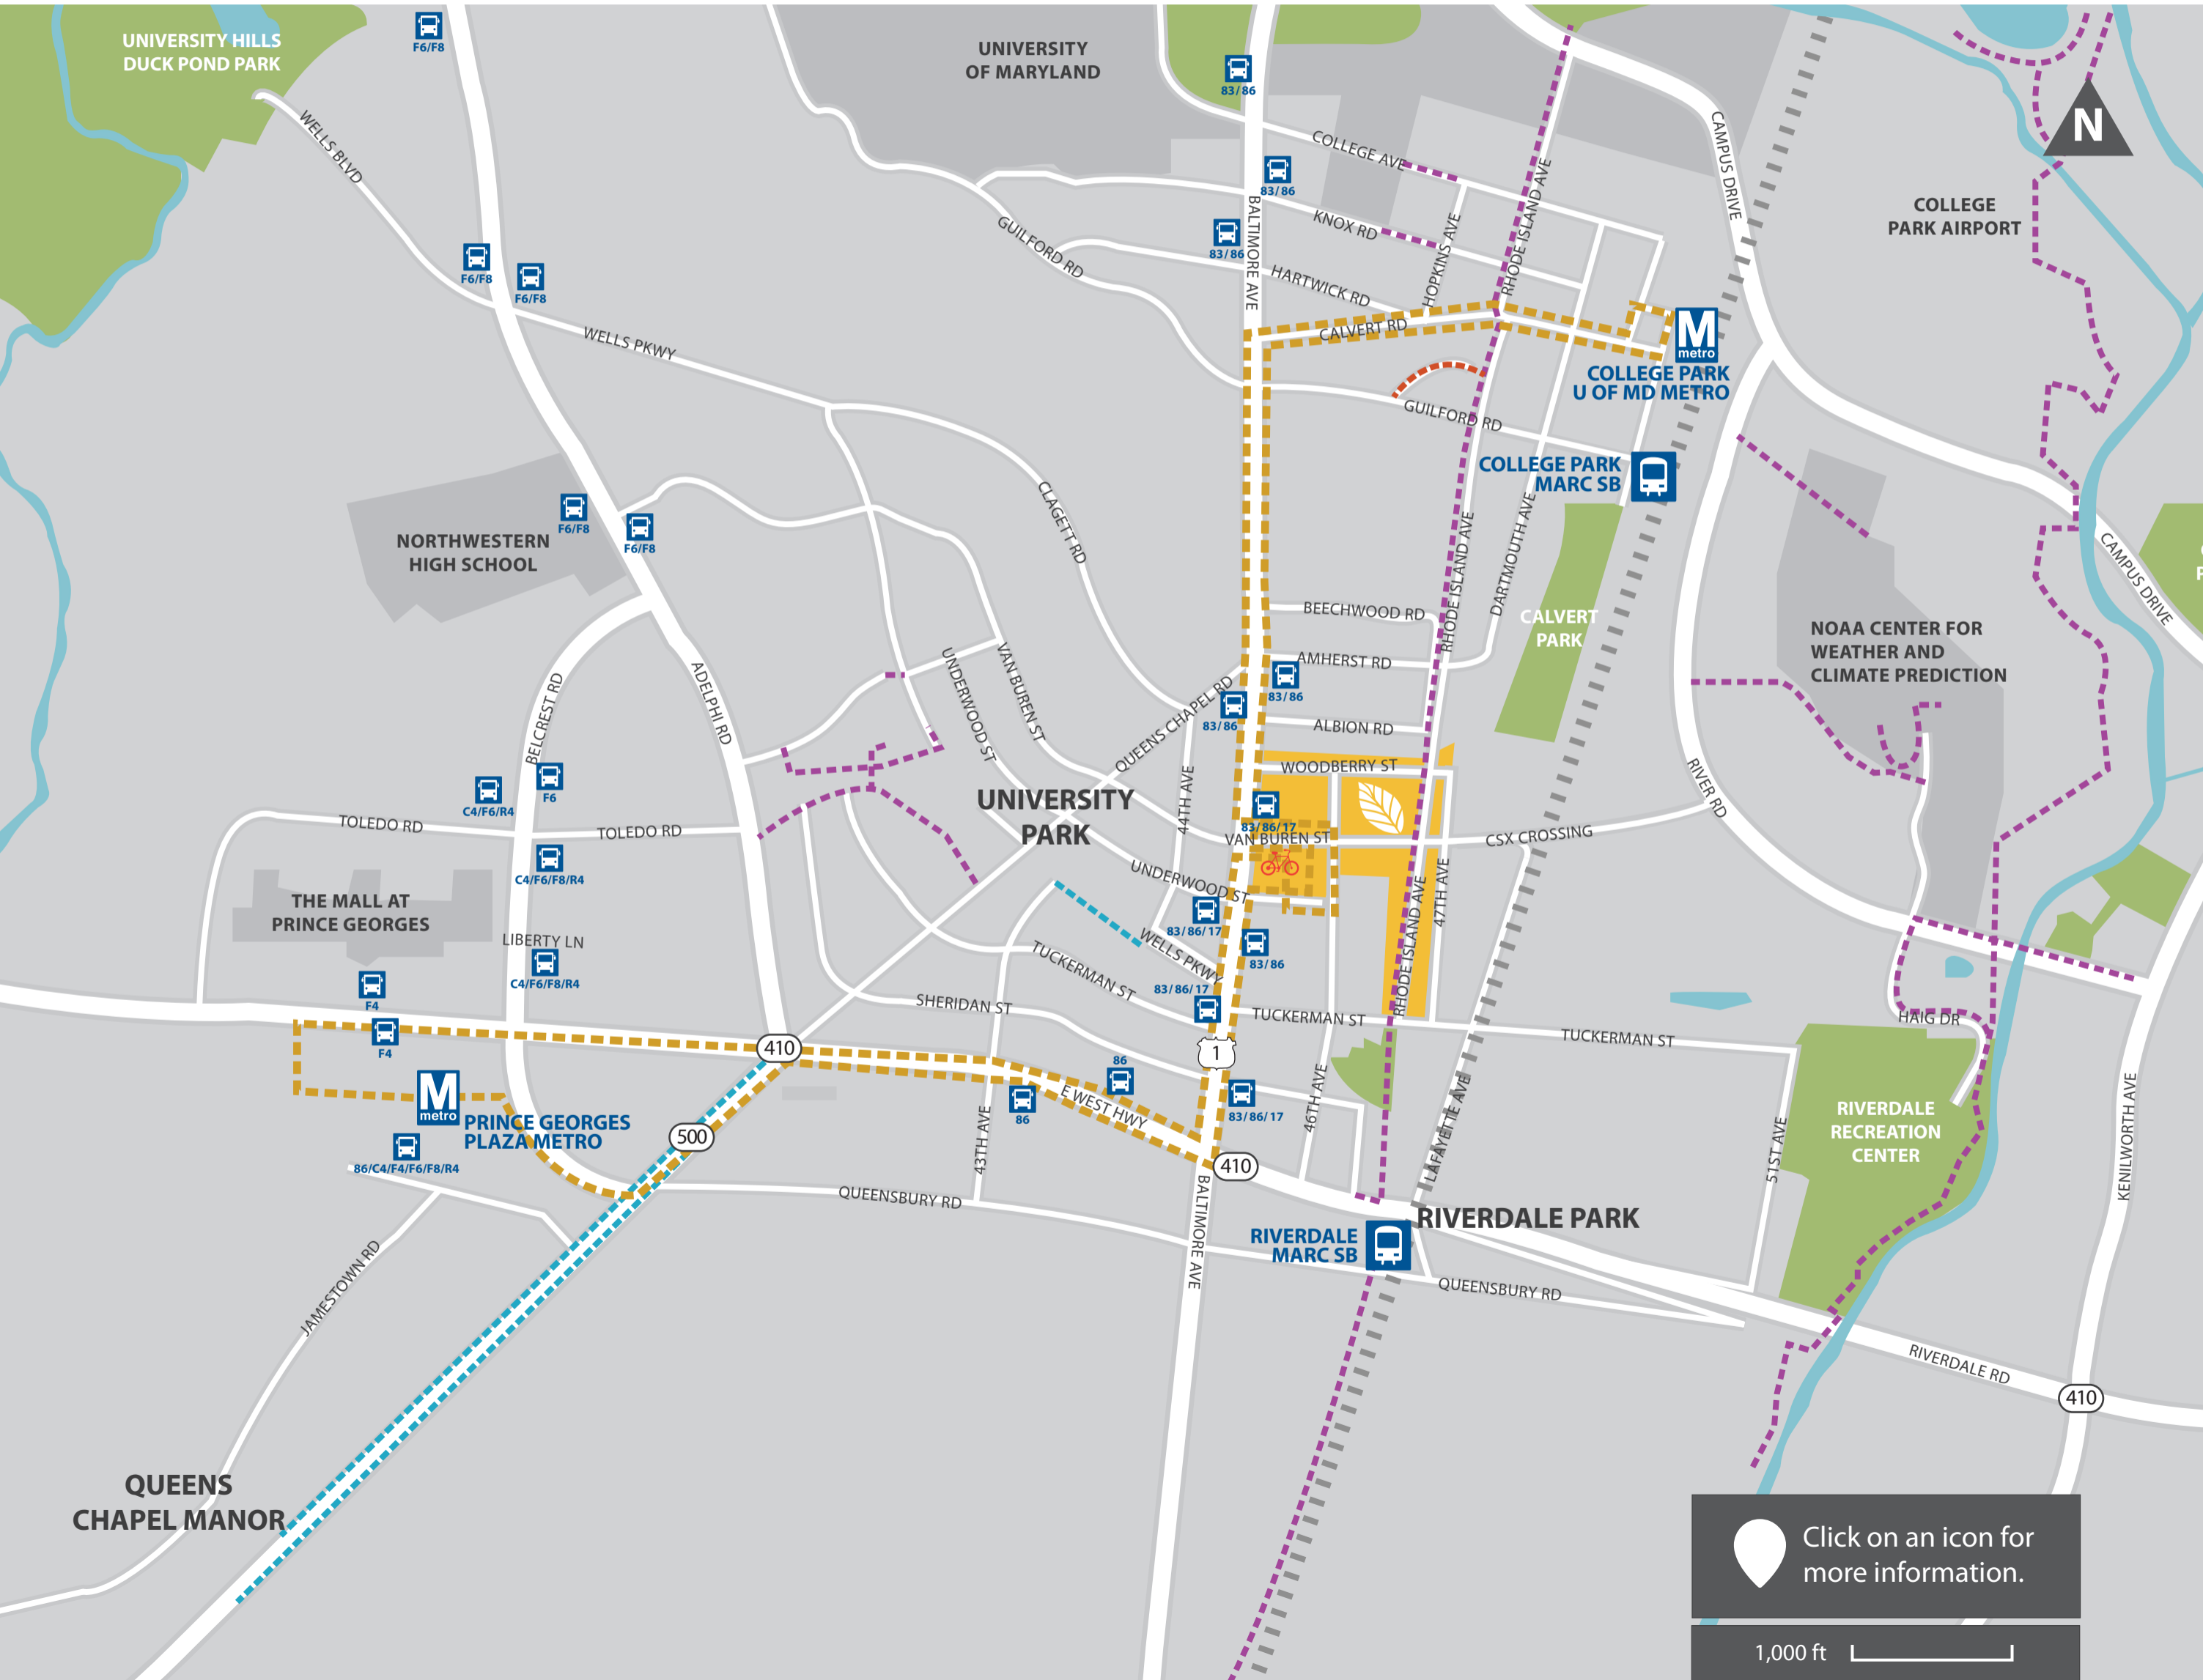 UNIVERSITY HILLS
DUCK POND PARK
F6/F8
UNIVERSITY
OF MARYLAND
83/86
N
WELLS BLVD
COLLEGE AVE
CAMPUS DRIVE
83/86
KNOX RD
HOPKINS AVE
RHODE ISLAND AVE
COLLEGE
PARK AIRPORT
BALTIMORE AVE
GUILFORD RD
83/86
F6/F8
F6/F8
HARTWICK RD
WELLS PKWY
CALVERT RD
M
metro
COLLEGE PARK
U OF MD METRO
GUILFORD RD
COLLEGE PARK
MARC SB
CLAGETT RD
NORTHWESTERN
HIGH SCHOOL
F6/F8
F6/F8
RHODE ISLAND AVE
DARTMOUTH AVE
CAMPUS DRIVE
BEECHWOOD RD
CALVERT
PARK
NOAA CENTER FOR
WEATHER AND
CLIMATE PREDICTION
AMHERST RD
83/86
83/86
ALBION RD
BELCREST RD
ADELPHI RD
UNDERWOOD ST
VAN BUREN ST
QUEENS CHAPEL RD
WOODBERRY ST
44TH AVE
RIVER RD
C4/F6/R4
F6
TOLEDO RD
TOLEDO RD
UNIVERSITY
PARK
83/86/17
VAN BUREN ST
CSX CROSSING
C4/F6/F8/R4
UNDERWOOD ST
RHODE ISLAND AVE
47TH AVE
THE MALL AT
PRINCE GEORGES
LIBERTY LN
C4/F6/F8/R4
83/86/17
83/86
WELLS PKWY
TUCKERMAN ST
83/86/17
F4
F4
SHERIDAN ST
TUCKERMAN ST
TUCKERMAN ST
HAIG DR
410
1
86
86
E WEST HWY
83/86/17
46TH AVE
LAFAYETTE AVE
M
metro
PRINCE GEORGES
PLAZA METRO
86/C4/F4/F6/F8/R4
500
43TH AVE
410
51ST AVE
RIVERDALE
RECREATION
CENTER
KENILWORTH AVE
QUEENSBURY RD
BALTIMORE AVE
RIVERDALE PARK
RIVERDALE
MARC SB
QUEENSBURY RD
JAMESTOWN RD
RIVERDALE RD
410
QUEENS
CHAPEL MANOR
Click on an icon for
more information.
1,000 ft